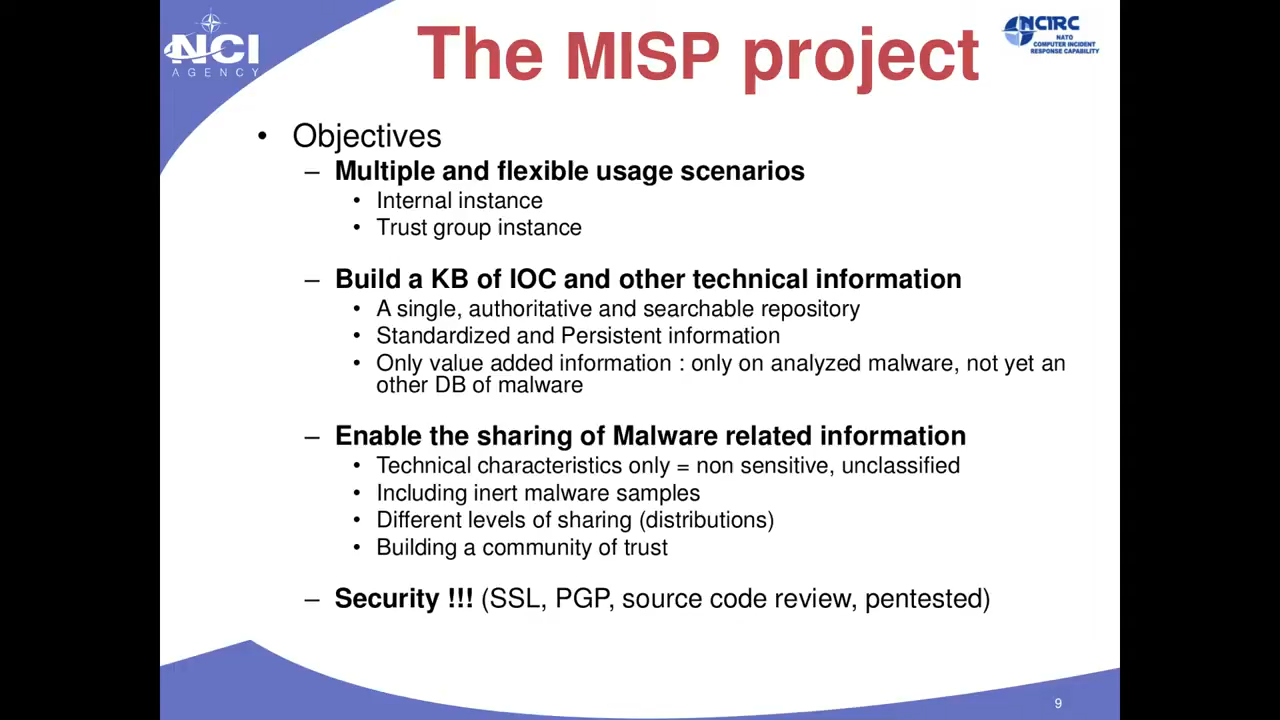 NCI
AGENCY
The MISP project
NCIRC
NATO
COMPUTER INCIDENT
RESPONSE CAPABILITY
• Objectives
– Multiple and flexible usage scenarios
• Internal instance
• Trust group instance
– Build a KB of IOC and other technical information
• A single, authoritative and searchable repository
• Standardized and Persistent information
• Only value added information : only on analyzed malware, not yet an
other DB of malware
– Enable the sharing of Malware related information
• Technical characteristics only = non sensitive, unclassified
• Including inert malware samples
• Different levels of sharing (distributions)
• Building a community of trust
– Security !!! (SSL, PGP, source code review, pentested)
9